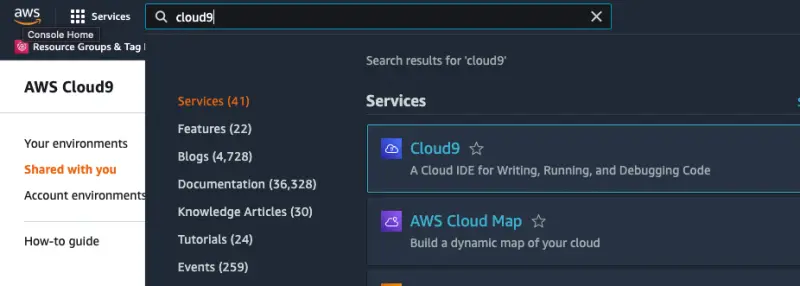 aws
Services
cloud9
Console Home
Resource Groups & Tag
AWS Cloud9
Your environments
Shared with you
Account environments
How-to guide
Search results for 'cloud9'
Services (41)
Features (22)
Blogs (4,728)
Documentation (36,328)
Knowledge Articles (30)
Tutorials (24)
Events (259)
Services
Cloud9
A Cloud IDE for Writing, Running, and Debugging Code
AWS Cloud Map
Build a dynamic map of your cloud